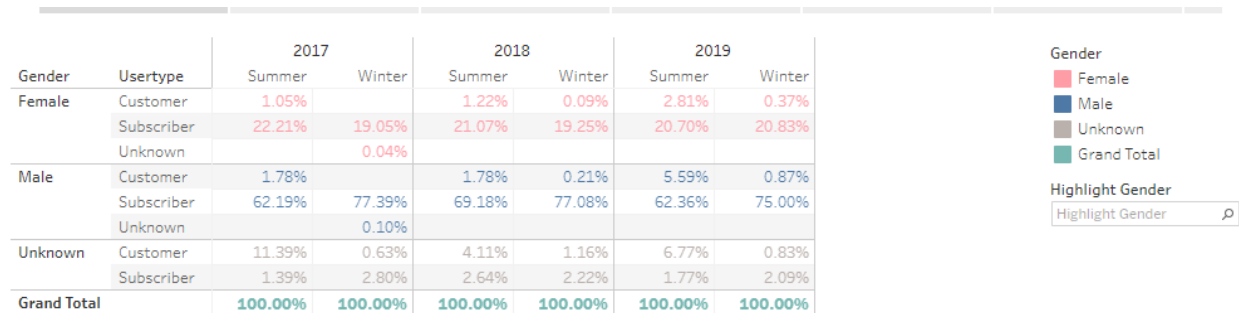 2017 2018 2019
Gender Usertype Summer Winter Summer Winter Summer Winter
Female Customer 1.05% 1.22% 0.09% 2.81% 0.37%
Subscriber 22.21% 19.05% 21.07% 19.25% 20.70% 20.83%
Unknown 0.04%
Male Customer 1.78% 1.78% 0.21% 5.59% 0.87%
Subscriber 62.19% 77.39% 69.18% 77.08% 62.36% 75.00%
Unknown 0.10%
Unknown Customer 11.39% 0.63% 4.11% 1.16% 6.77% 0.83%
Subscriber 1.39% 2.80% 2.64% 2.22% 1.77% 2.09%
Grand Total 100.00% 100.00% 100.00% 100.00% 100.00% 100.00%
Gender
Female
Male
Unknown
Grand Total
Highlight Gender
Highlight Gender